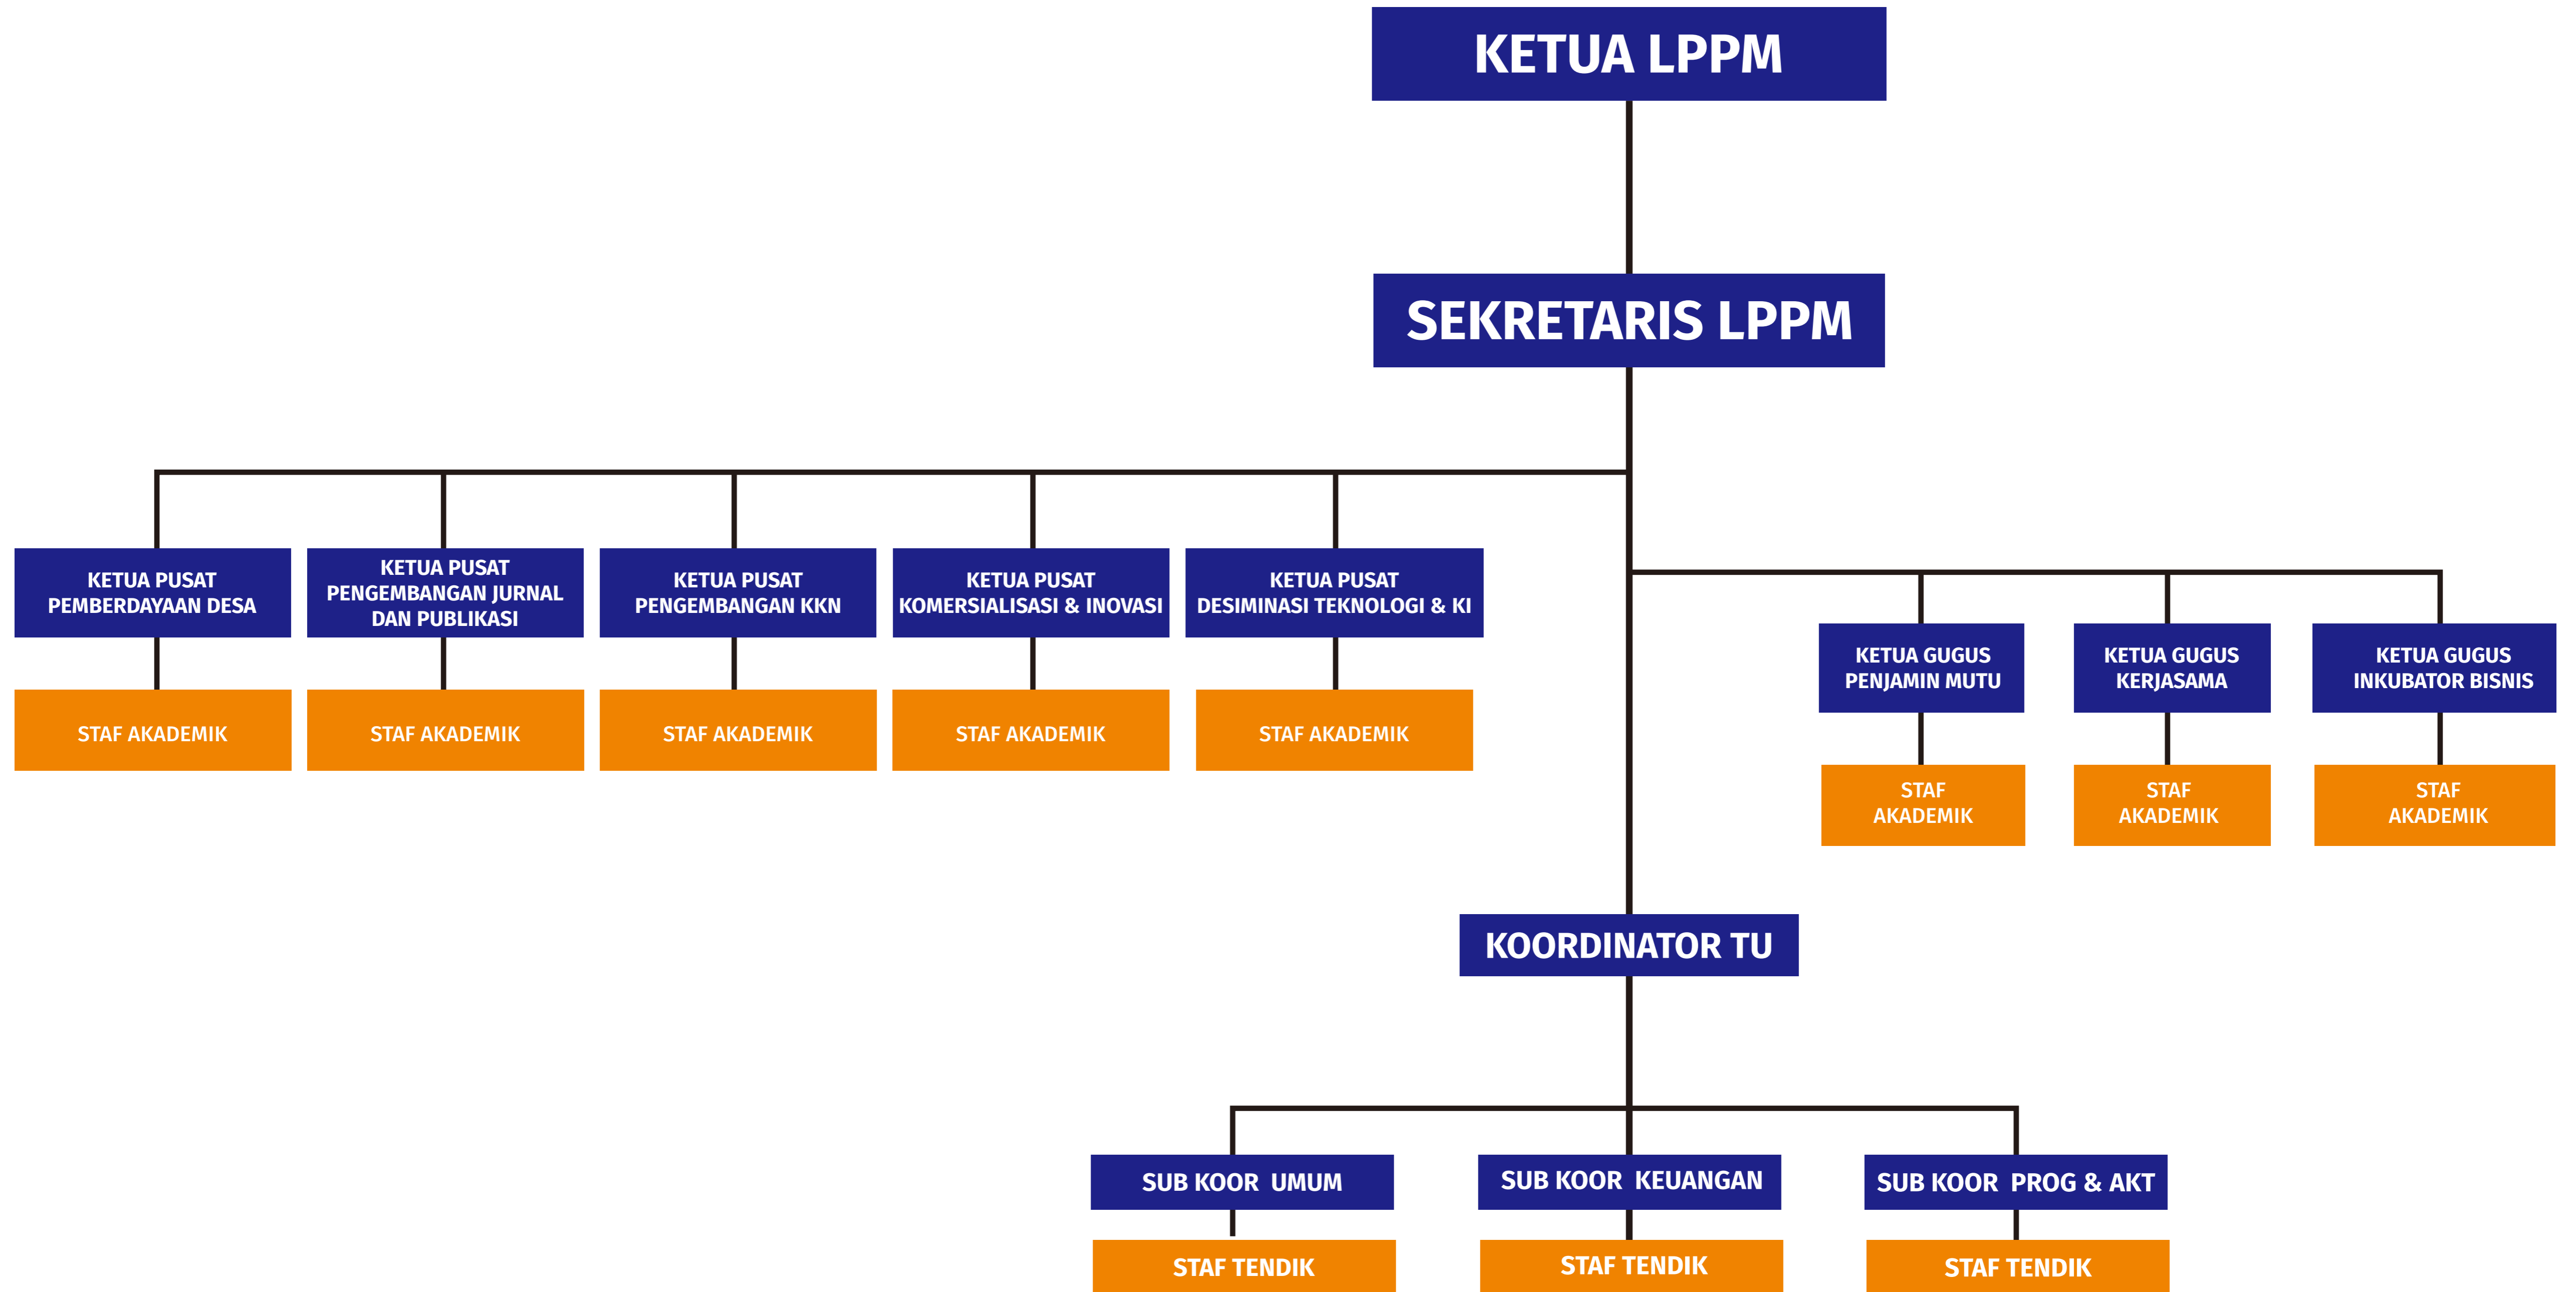 KETUA LPPM
SEKRETARIS LPPM
KETUA PUSAT
PEMBERDAYAAN DESA
KETUA PUSAT
PENGEMBANGAN JURNAL
DAN PUBLIKASI
KETUA PUSAT
PENGEMBANGAN KKN
KETUA PUSAT
KOMERSIALISASI & INOVASI
KETUA PUSAT
DESIMINASI TEKNOLOGI & KI
STAF AKADEMIK
STAF AKADEMIK
STAF AKADEMIK
STAF AKADEMIK
STAF AKADEMIK
KETUA GUGUS
PENJAMIN MUTU
KETUA GUGUS
KERJASAMA
KETUA GUGUS
INKUBATOR BISNIS
STAF
AKADEMIK
STAF
AKADEMIK
STAF
AKADEMIK
KOORDINATOR TU
SUB KOOR UMUM
SUB KOOR KEUANGAN
SUB KOOR PROG & AKT
STAF TENDIK
STAF TENDIK
STAF TENDIK